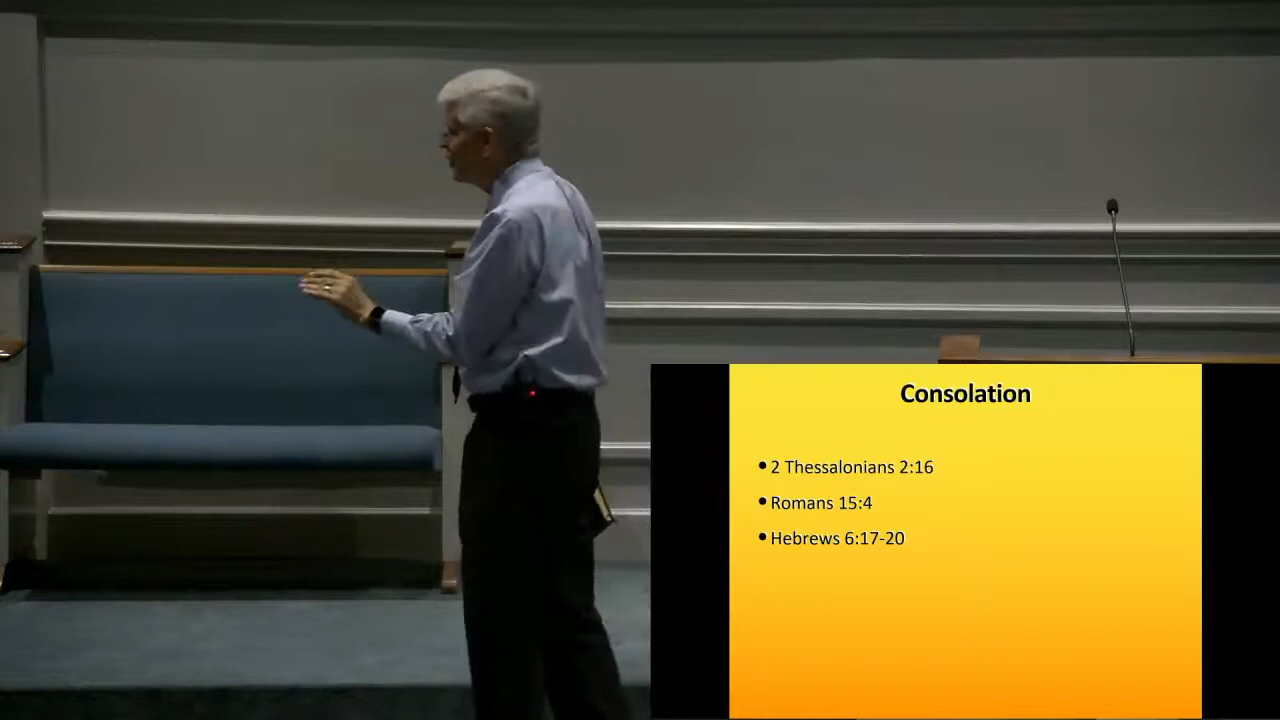 Consolation
• 2 Thessalonians 2:16
• Romans 15:4
• Hebrews 6:17-20